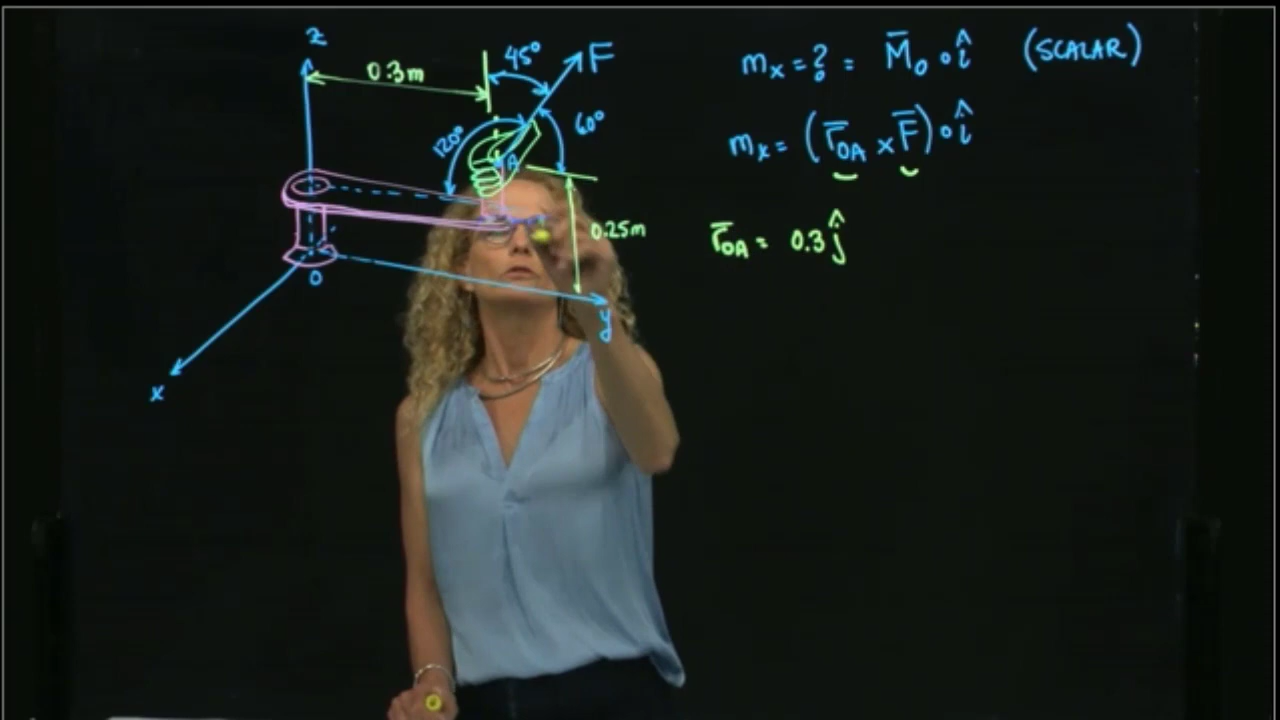 z
0.3m
45°
F
120°
60°
A
0.25m
O
y
x
m_x = ? = M̄_O ∘ î (SCALAR)
m_x = (r̄_OA × F̄) ∘ î
r̄_OA = 0.3 ĵ